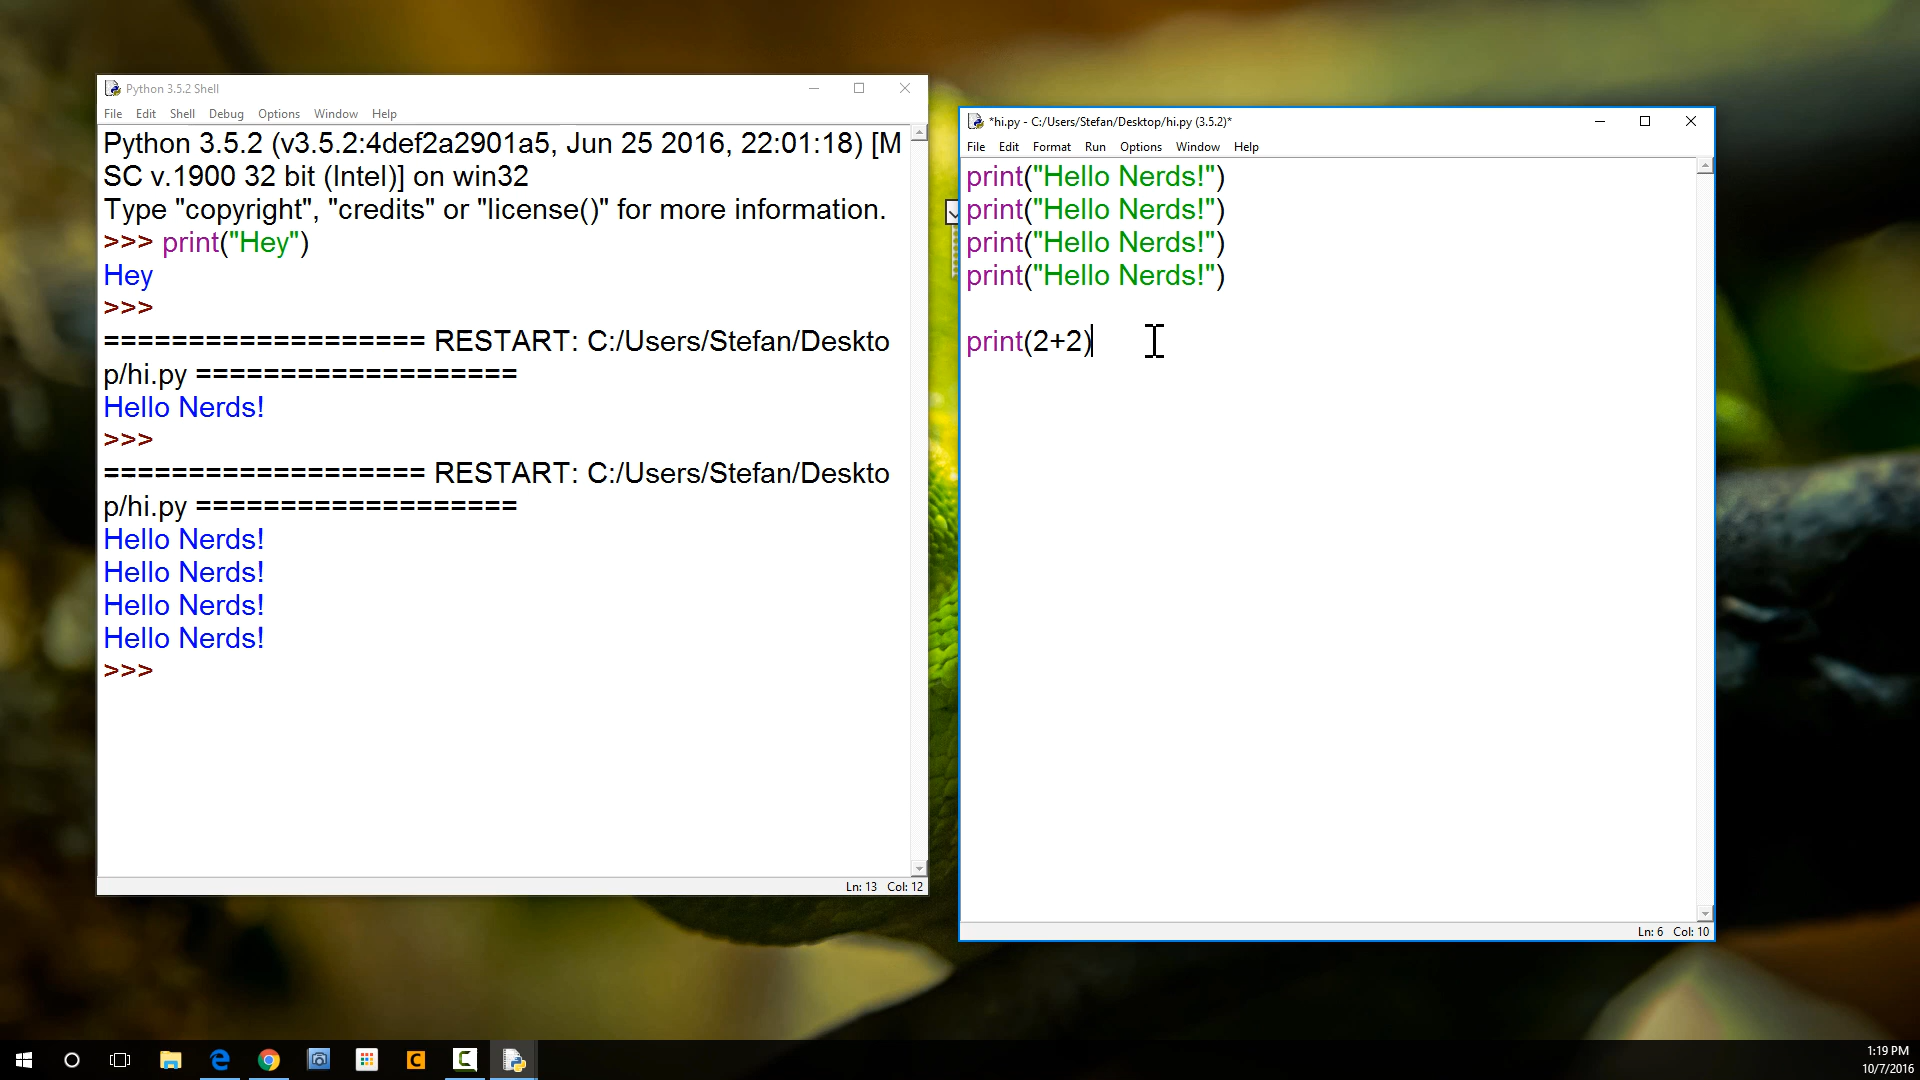 Python 3.5.2 Shell
File Edit Shell Debug Options Window Help
Python 3.5.2 (v3.5.2:4def2a2901a5, Jun 25 2016, 22:01:18) [M
SC v.1900 32 bit (Intel)] on win32
Type "copyright", "credits" or "license()" for more information.
>>> print("Hey")
Hey
>>>
=================== RESTART: C:/Users/Stefan/Deskto
p/hi.py ===================
Hello Nerds!
>>>
=================== RESTART: C:/Users/Stefan/Deskto
p/hi.py ===================
Hello Nerds!
Hello Nerds!
Hello Nerds!
Hello Nerds!
>>>
Ln: 13 Col: 12
*hi.py - C:/Users/Stefan/Desktop/hi.py (3.5.2)*
File Edit Format Run Options Window Help
print("Hello Nerds!")
print("Hello Nerds!")
print("Hello Nerds!")
print("Hello Nerds!")
print(2+2)
Ln: 6 Col: 10
C
1:19 PM
10/7/2016